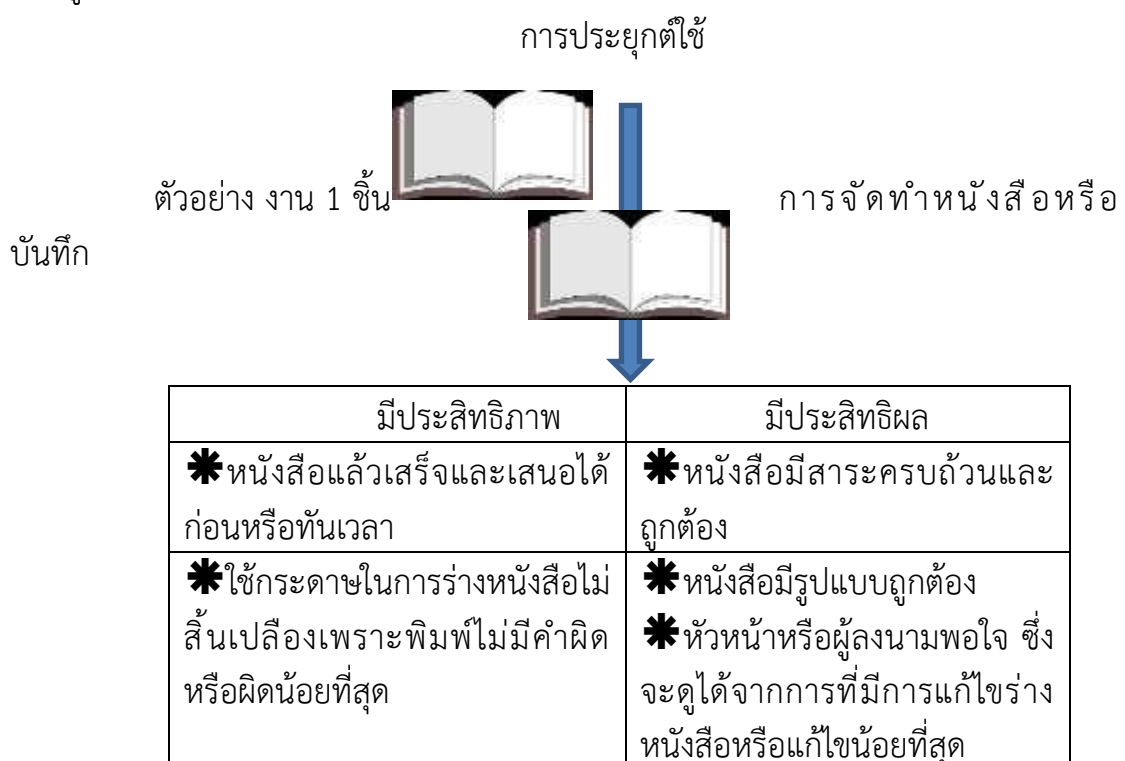 การประยุกต์ใช้
ตัวอย่าง งาน 1 ชิ้น การจัดทำหนังสือหรือ
บันทึก
มีประสิทธิภาพ มีประสิทธิผล
✱หนังสือแล้วเสร็จและเสนอได้
ก่อนหรือทันเวลา
✱หนังสือมีสาระครบถ้วนและ
ถูกต้อง
✱ใช้กระดาษในการร่างหนังสือไม่
สิ้นเปลืองเพราะพิมพ์ไม่มีคำผิด
หรือผิดน้อยที่สุด
✱หนังสือมีรูปแบบถูกต้อง
✱หัวหน้าหรือผู้ลงนามพอใจ ซึ่ง
จะดูได้จากการที่มีการแก้ไขร่าง
หนังสือหรือแก้ไขน้อยที่สุด